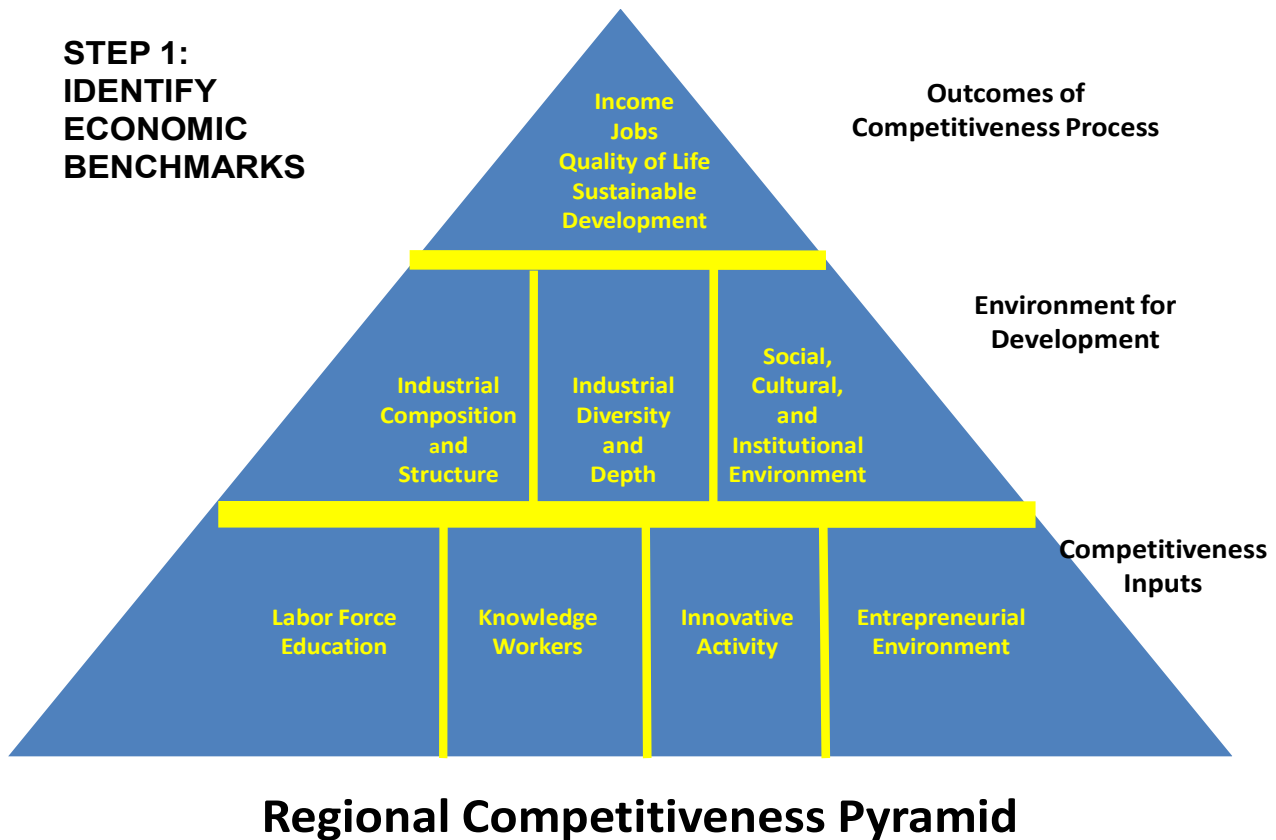 STEP 1:
IDENTIFY
ECONOMIC
BENCHMARKS
Income
Jobs
Quality of Life
Sustainable
Development
Outcomes of
Competitiveness Process
Industrial
Composition
and
Structure
Industrial
Diversity
and
Depth
Social,
Cultural,
and
Institutional
Environment
Environment for
Development
Labor Force
Education
Knowledge
Workers
Innovative
Activity
Entrepreneurial
Environment
Competitiveness
Inputs
Regional Competitiveness Pyramid